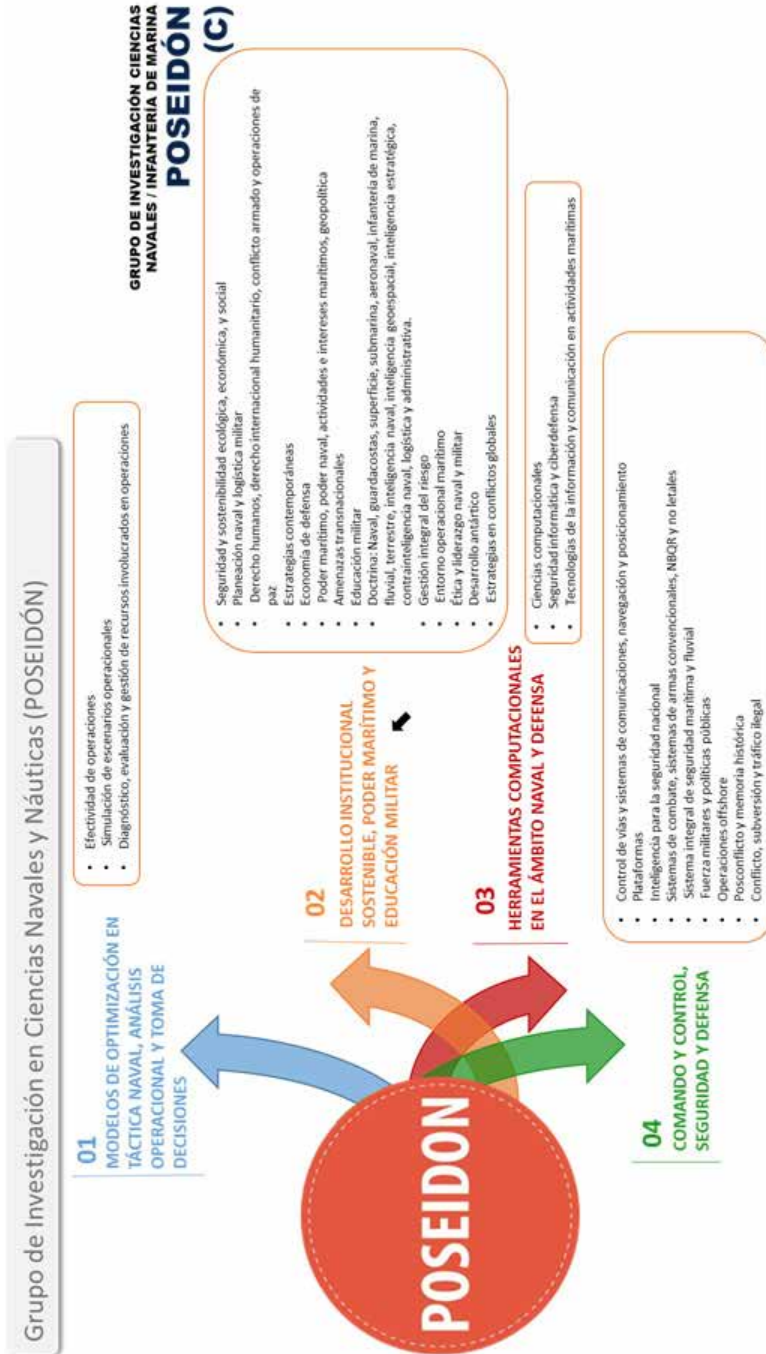 Grupo de Investigación en Ciencias Navales y Náuticas (POSEIDÓN)
GRUPO DE INVESTIGACIÓN CIENCIAS
NAVALES / INFANTERÍA DE MARINA
POSEIDÓN
(C)
POSEIDON
01
MODELOS DE OPTIMIZACIÓN EN
TÁCTICA NAVAL, ANÁLISIS
OPERACIONAL Y TOMA DE
DECISIONES
• Efectividad de operaciones
• Simulación de escenarios operacionales
• Diagnóstico, evaluación y gestión de recursos involucrados en operaciones
02
DESARROLLO INSTITUCIONAL
SOSTENIBLE, PODER MARÍTIMO Y
EDUCACIÓN MILITAR
• Seguridad y sostenibilidad ecológica, económica, y social
• Planeación naval y logística militar
• Derecho humanos, derecho internacional humanitario, conflicto armado y operaciones de
paz
• Estrategias contemporáneas
• Economía de defensa
• Poder marítimo, poder naval, actividades e intereses marítimos, geopolítica
• Amenazas transnacionales
• Educación militar
• Doctrina: Naval, guardacostas, superficie, submarina, aeronaval, infantería de marina,
fluvial, terrestre, inteligencia naval, inteligencia geoespacial, inteligencia estratégica,
contrainteligencia naval, logística y administrativa.
• Gestión integral del riesgo
• Entorno operacional marítimo
• Ética y liderazgo naval y militar
• Desarrollo antártico
• Estrategias en conflictos globales
03
HERRAMIENTAS COMPUTACIONALES
EN EL ÁMBITO NAVAL Y DEFENSA
• Ciencias computacionales
• Seguridad informática y ciberdefensa
• Tecnologías de la información y comunicación en actividades marítimas
04
COMANDO Y CONTROL,
SEGURIDAD Y DEFENSA
• Control de vías y sistemas de comunicaciones, navegación y posicionamiento
• Plataformas
• Inteligencia para la seguridad nacional
• Sistemas de combate, sistemas de armas convencionales, NBQR y no letales
• Sistema integral de seguridad marítima y fluvial
• Fuerza militares y políticas públicas
• Operaciones offshore
• Posconflicto y memoria histórica
• Conflicto, subversión y tráfico ilegal